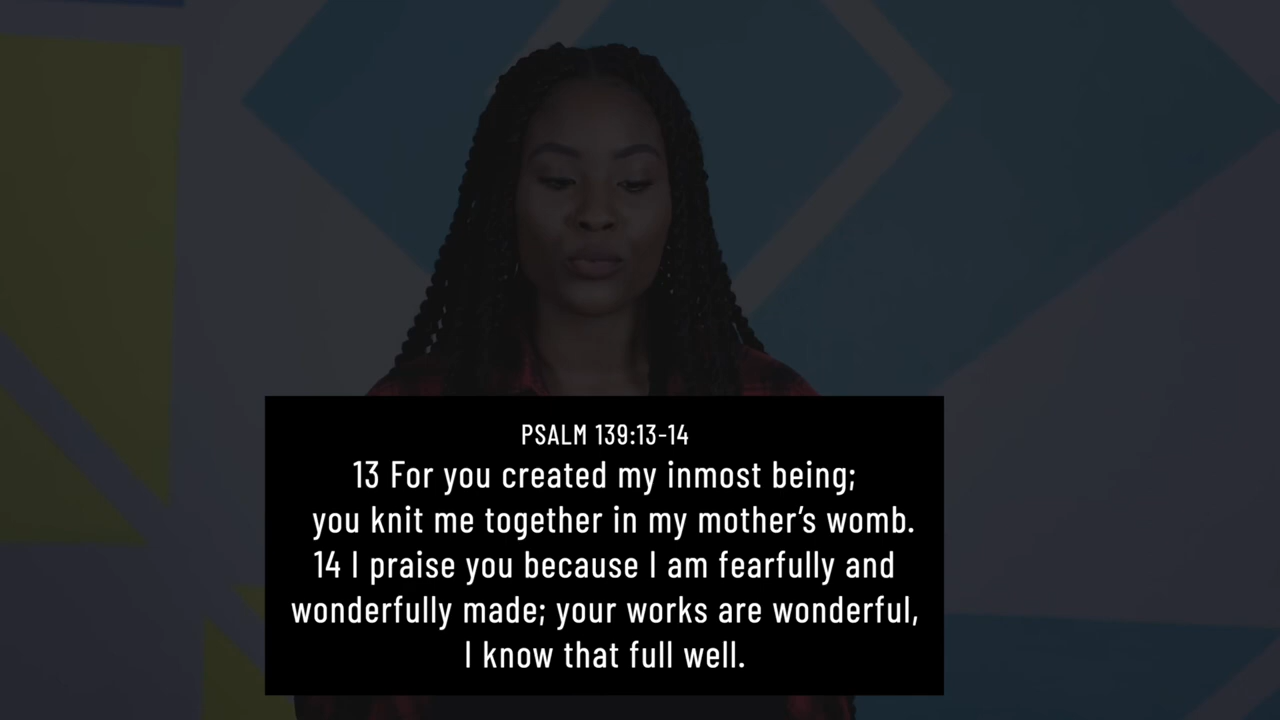 PSALM 139:13-14
13 For you created my inmost being;
you knit me together in my mother’s womb.
14 I praise you because I am fearfully and
wonderfully made; your works are wonderful,
I know that full well.